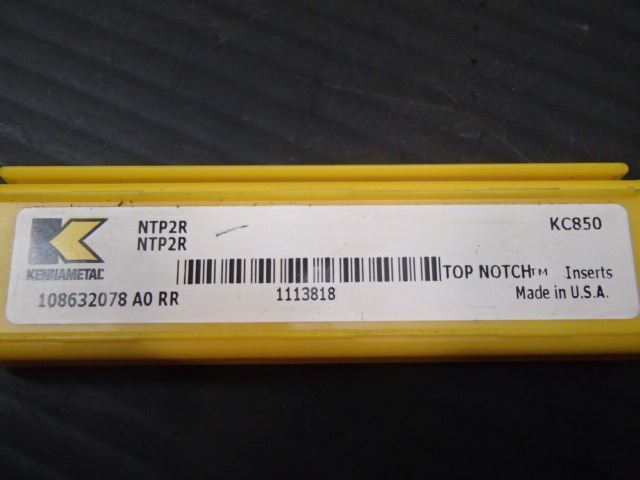 NTP2R
NTP2R
KC850
KENNAMETAL
TOP NOTCH™ Inserts
108632078 A0 RR
1113818
Made in U.S.A.